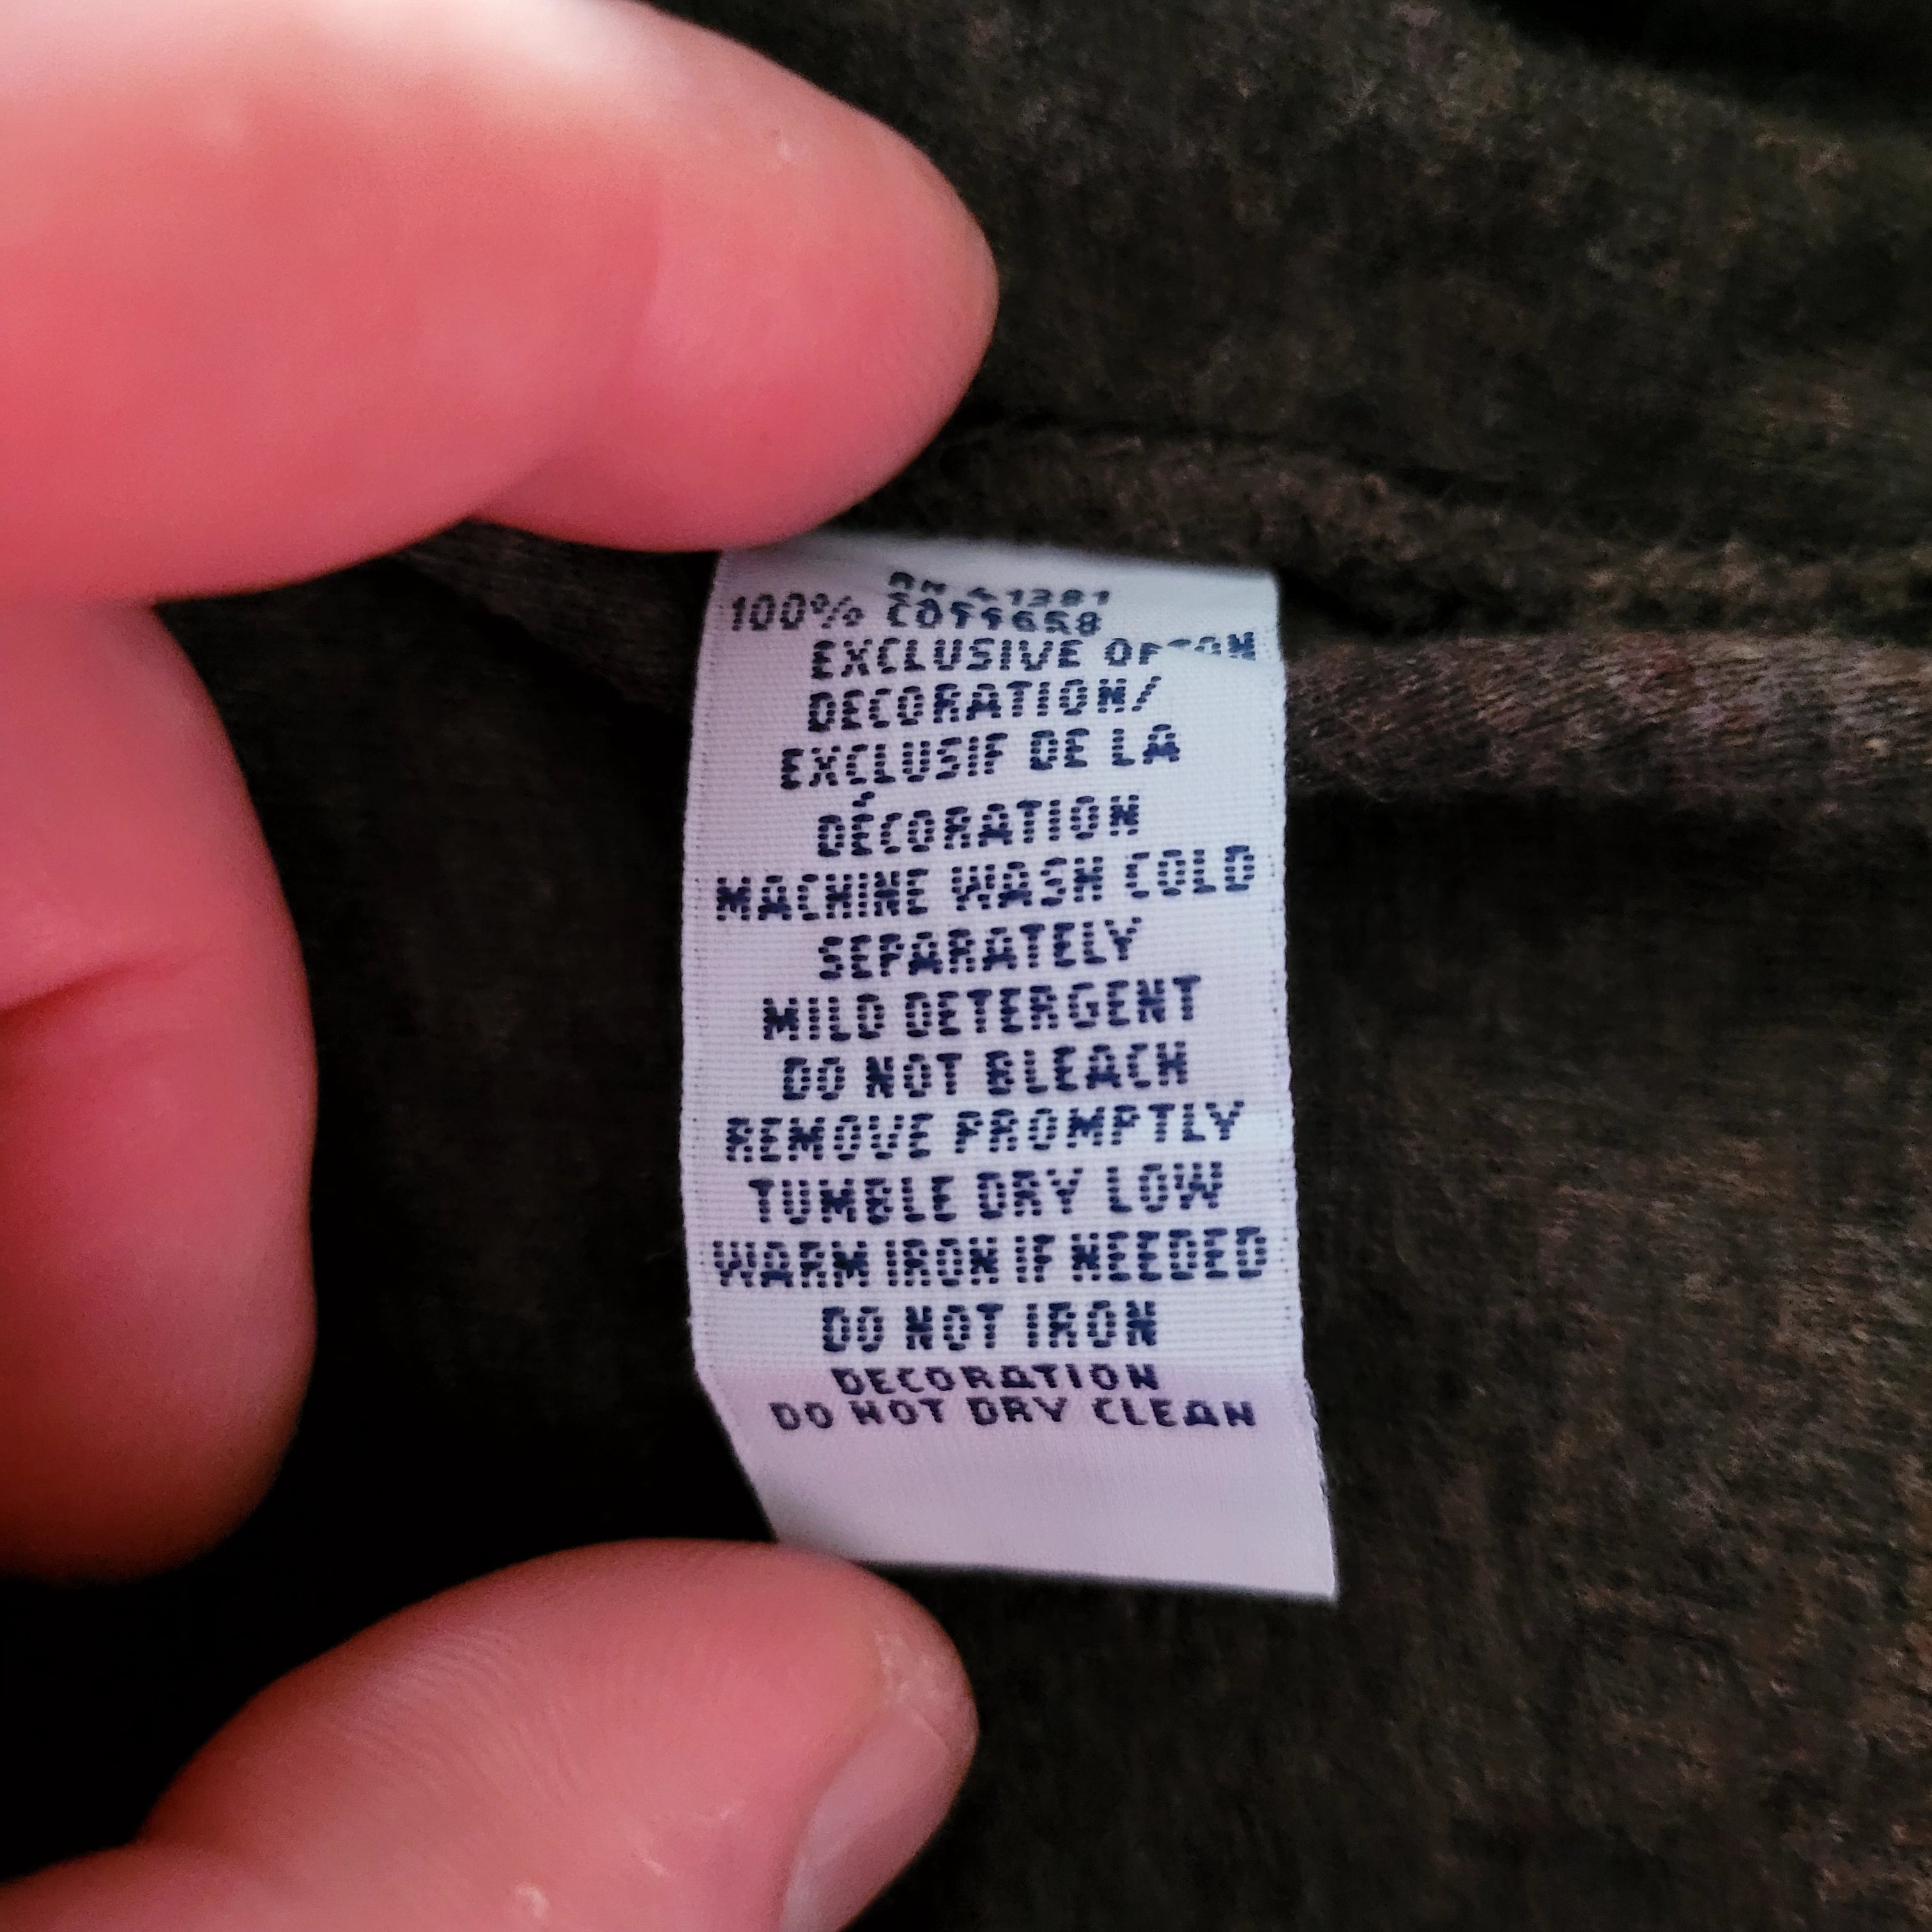 100%
EXCLUSIVE OF
DECORATION/
EXCLUSIF DE LA
DÉCORATION
MACHINE WASH COLD
SEPARATELY
MILD DETERGENT
DO NOT BLEACH
REMOVE PROMPTLY
TUMBLE DRY LOW
WARM IRON IF NEEDED
DO NOT IRON
DECORATION
DO NOT DRY CLEAN